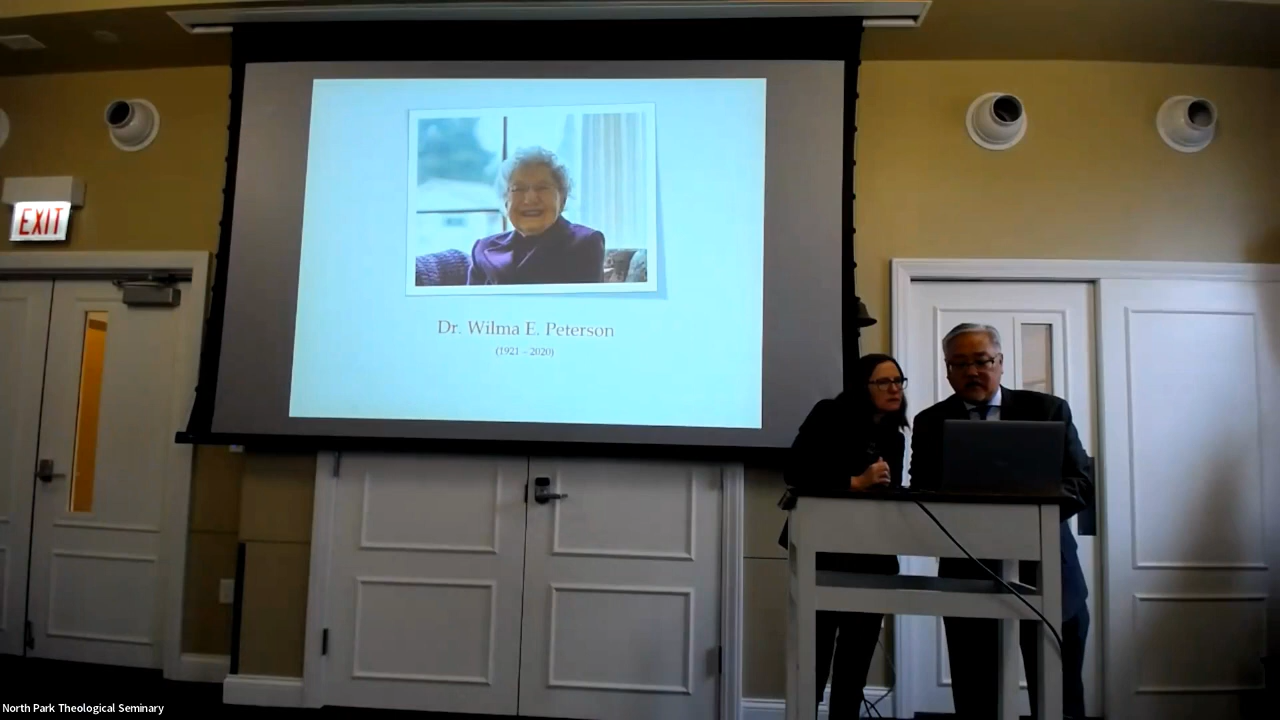 EXIT
Dr. Wilma E. Peterson
(1921 – 2020)
North Park Theological Seminary